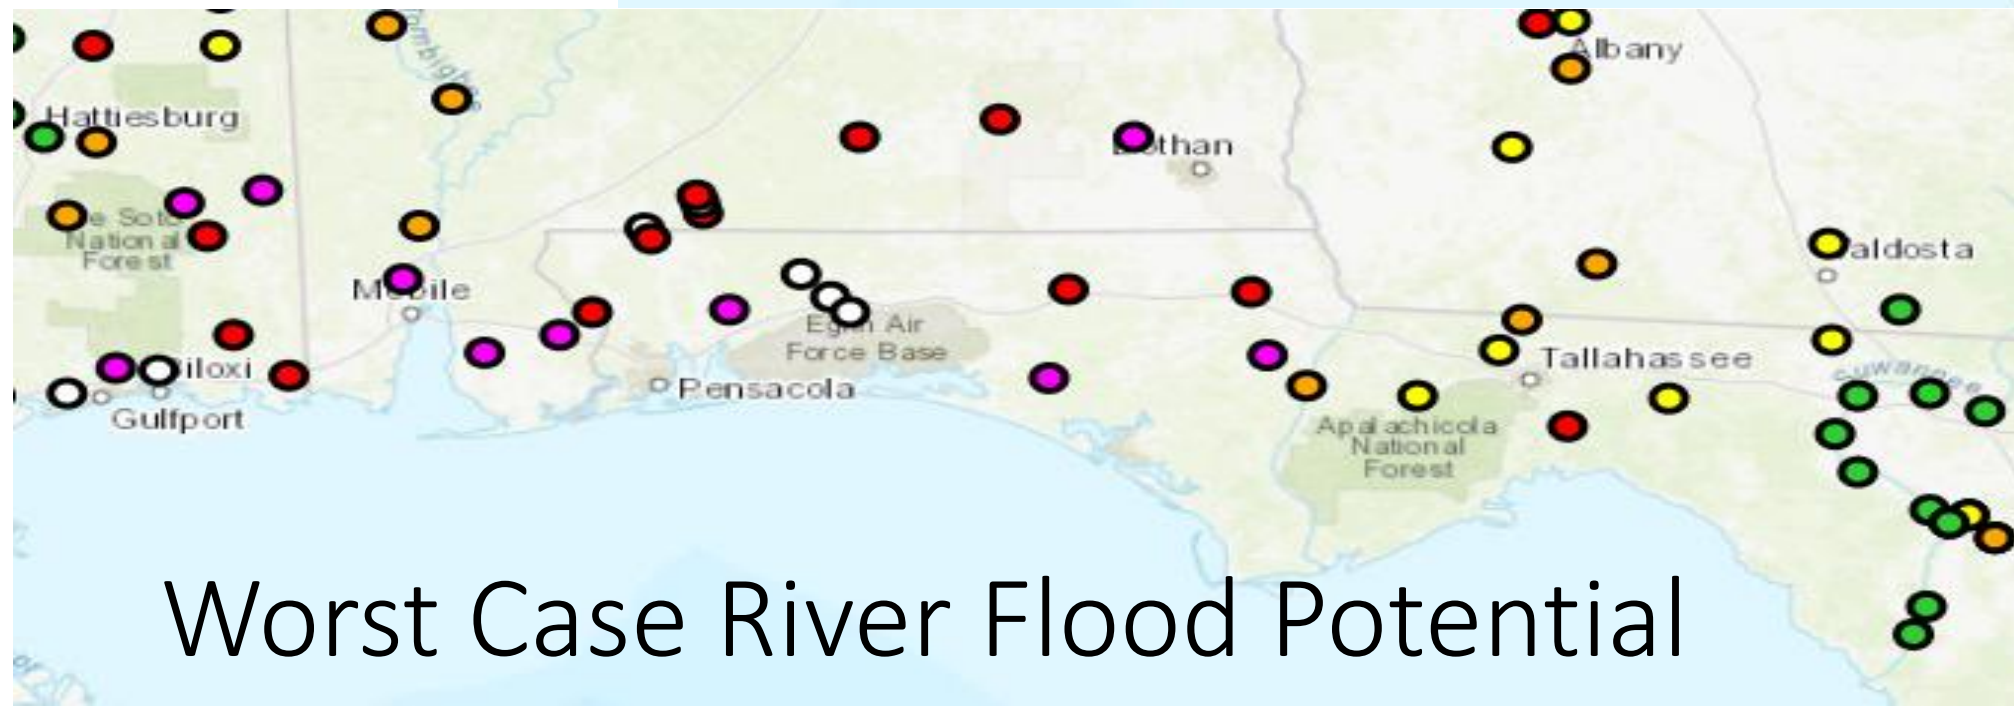 Tombigbee
Albany
Hattiesburg
Dothan
De Soto
National
Forest
Valdosta
Mobile
Eglin Air
Force Base
Biloxi
Pensacola
Tallahassee
Suwannee
Gulfport
Apalachicola
National
Forest
Worst Case River Flood Potential